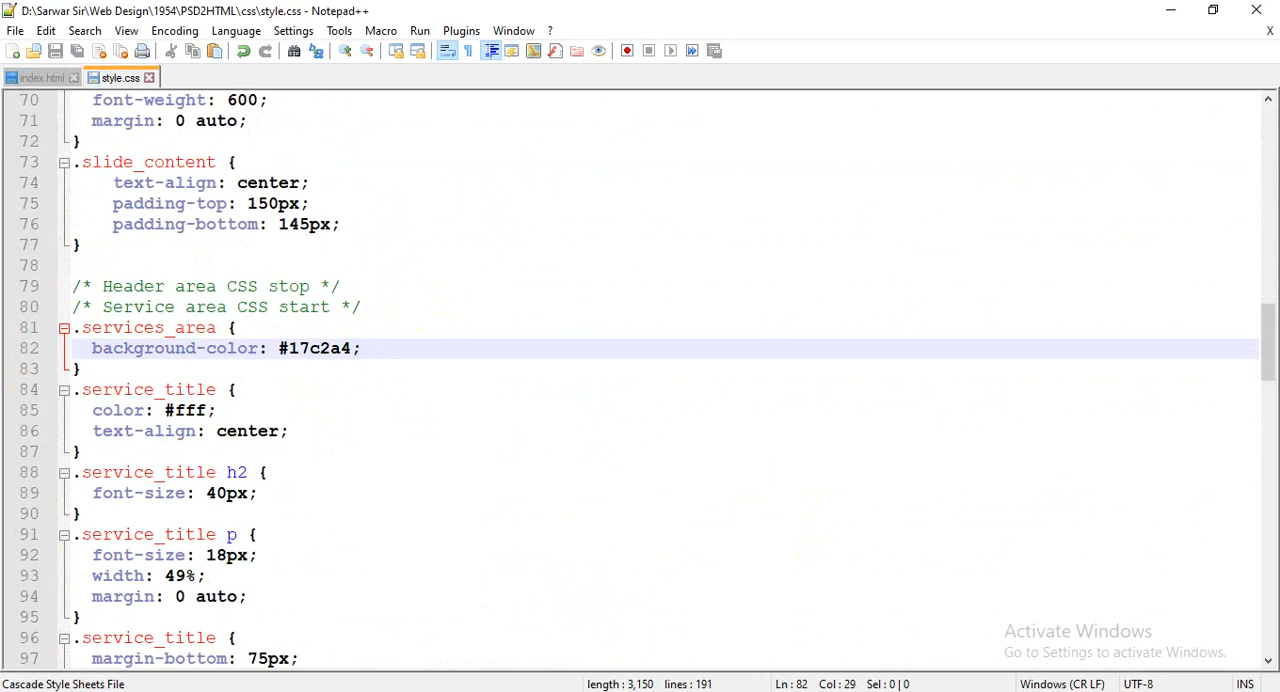 D:\Sarwar Sir\Web Design\1954\PSD2HTML\css\style.css - Notepad++
File Edit Search View Encoding Language Settings Tools Macro Run Plugins Window ? X
index.html style.css
70 font-weight: 600;
71 margin: 0 auto;
72 }
73 .slide_content {
74 text-align: center;
75 padding-top: 150px;
76 padding-bottom: 145px;
77 }
78
79 /* Header area CSS stop */
80 /* Service area CSS start */
81 .services_area {
82 background-color: #17c2a4;
83 }
84 .service_title {
85 color: #fff;
86 text-align: center;
87 }
88 .service_title h2 {
89 font-size: 40px;
90 }
91 .service_title p {
92 font-size: 18px;
93 width: 49%;
94 margin: 0 auto;
95 }
96 .service_title {
97 margin-bottom: 75px;
Activate Windows
Go to Settings to activate Windows.
Cascade Style Sheets File length : 3,150 lines : 191 Ln : 82 Col : 29 Sel : 0 | 0 Windows (CR LF) UTF-8 INS